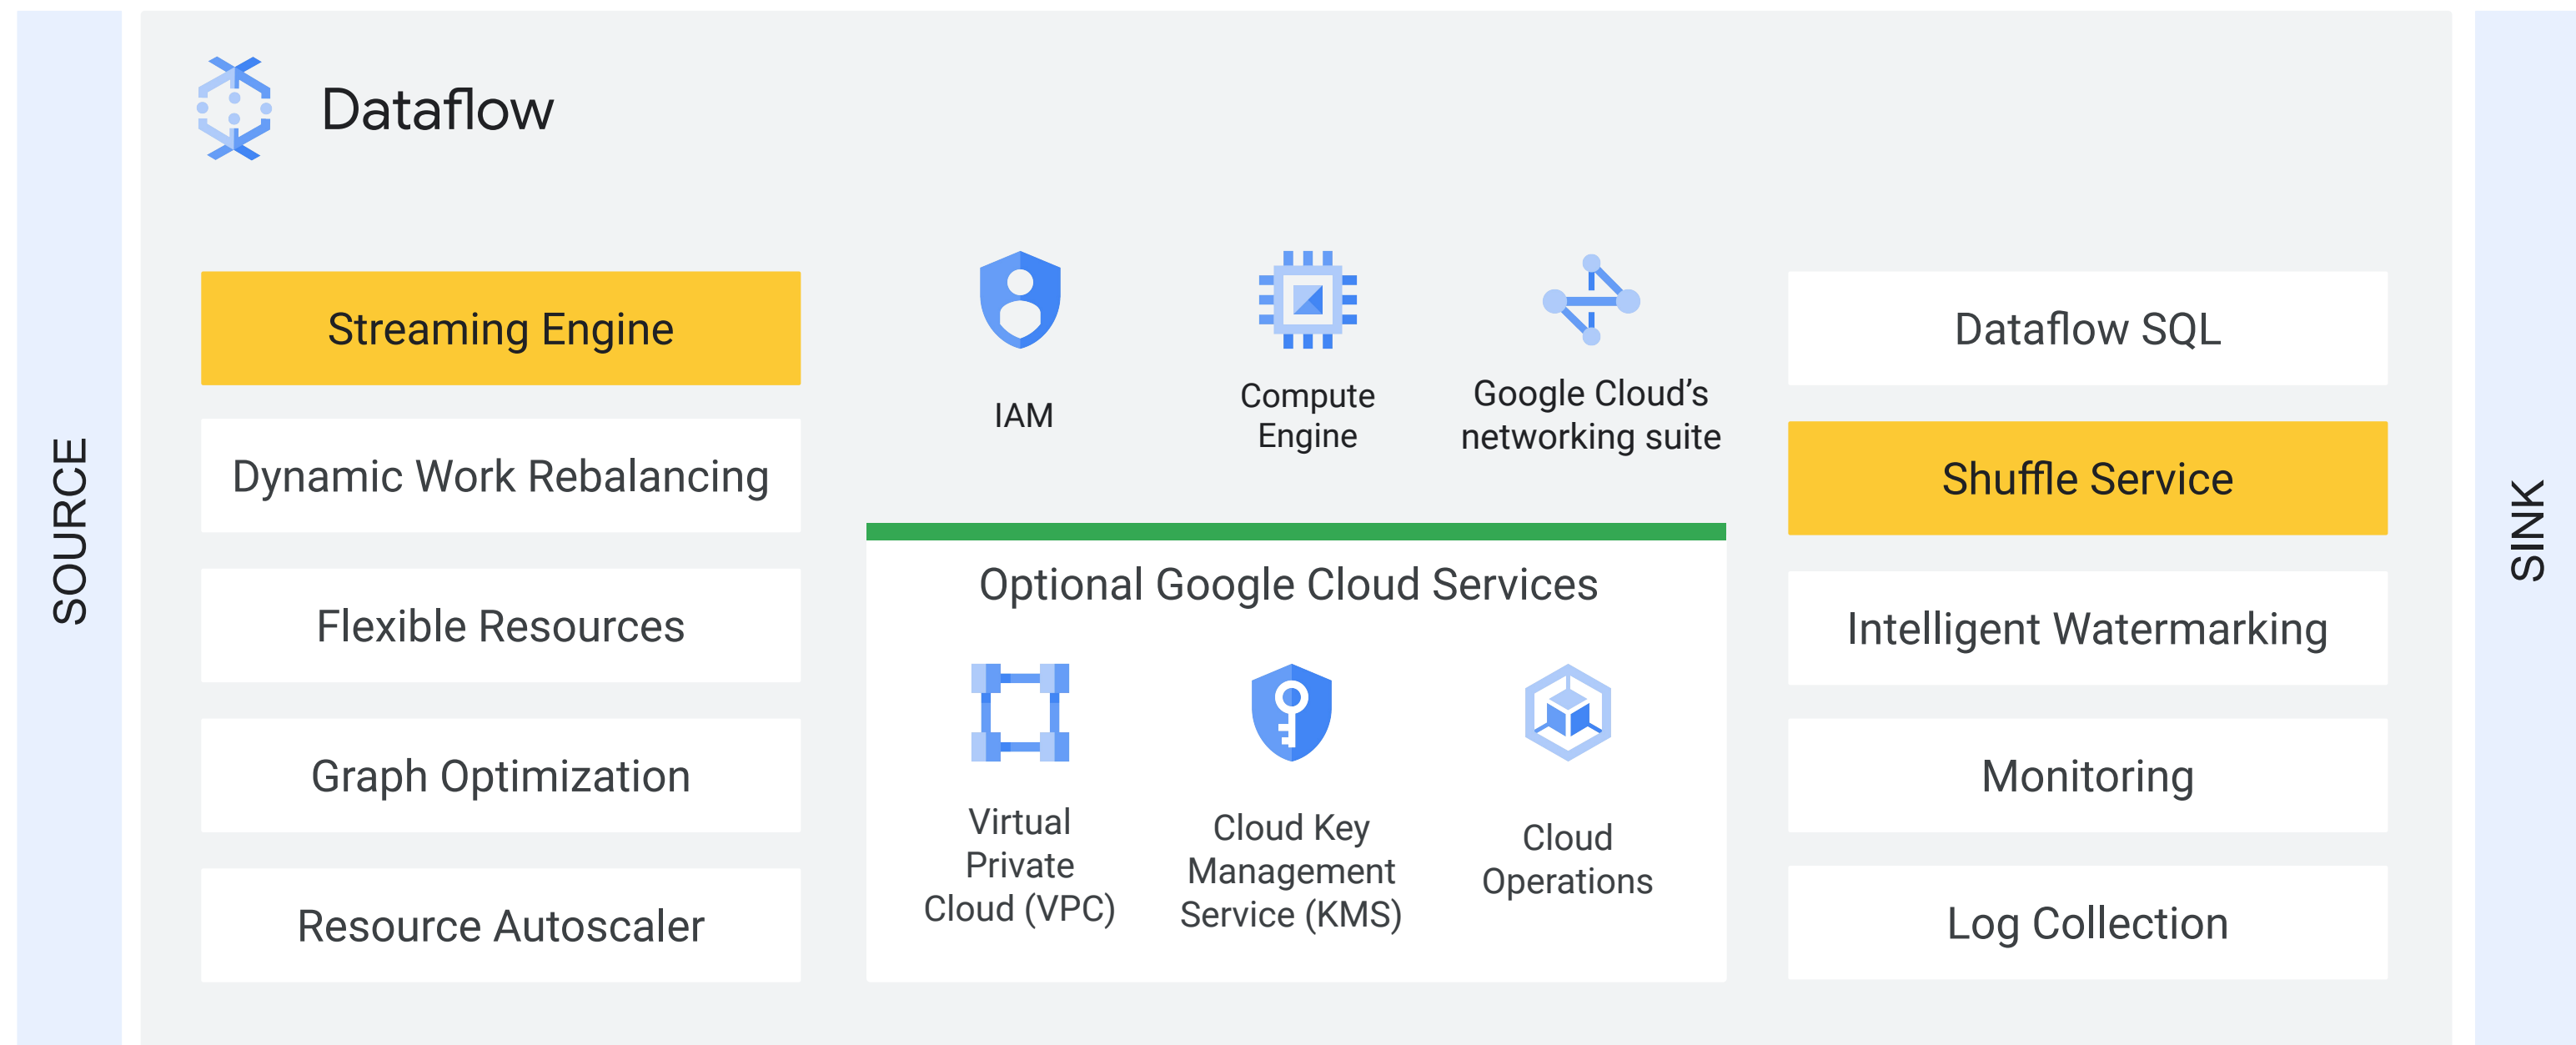 SOURCE
Dataflow
Streaming Engine
Dynamic Work Rebalancing
Flexible Resources
Graph Optimization
Resource Autoscaler
IAM
Compute
Engine
Google Cloud’s
networking suite
Optional Google Cloud Services
Virtual
Private
Cloud (VPC)
Cloud Key
Management
Service (KMS)
Cloud
Operations
Dataflow SQL
Shuffle Service
Intelligent Watermarking
Monitoring
Log Collection
SINK